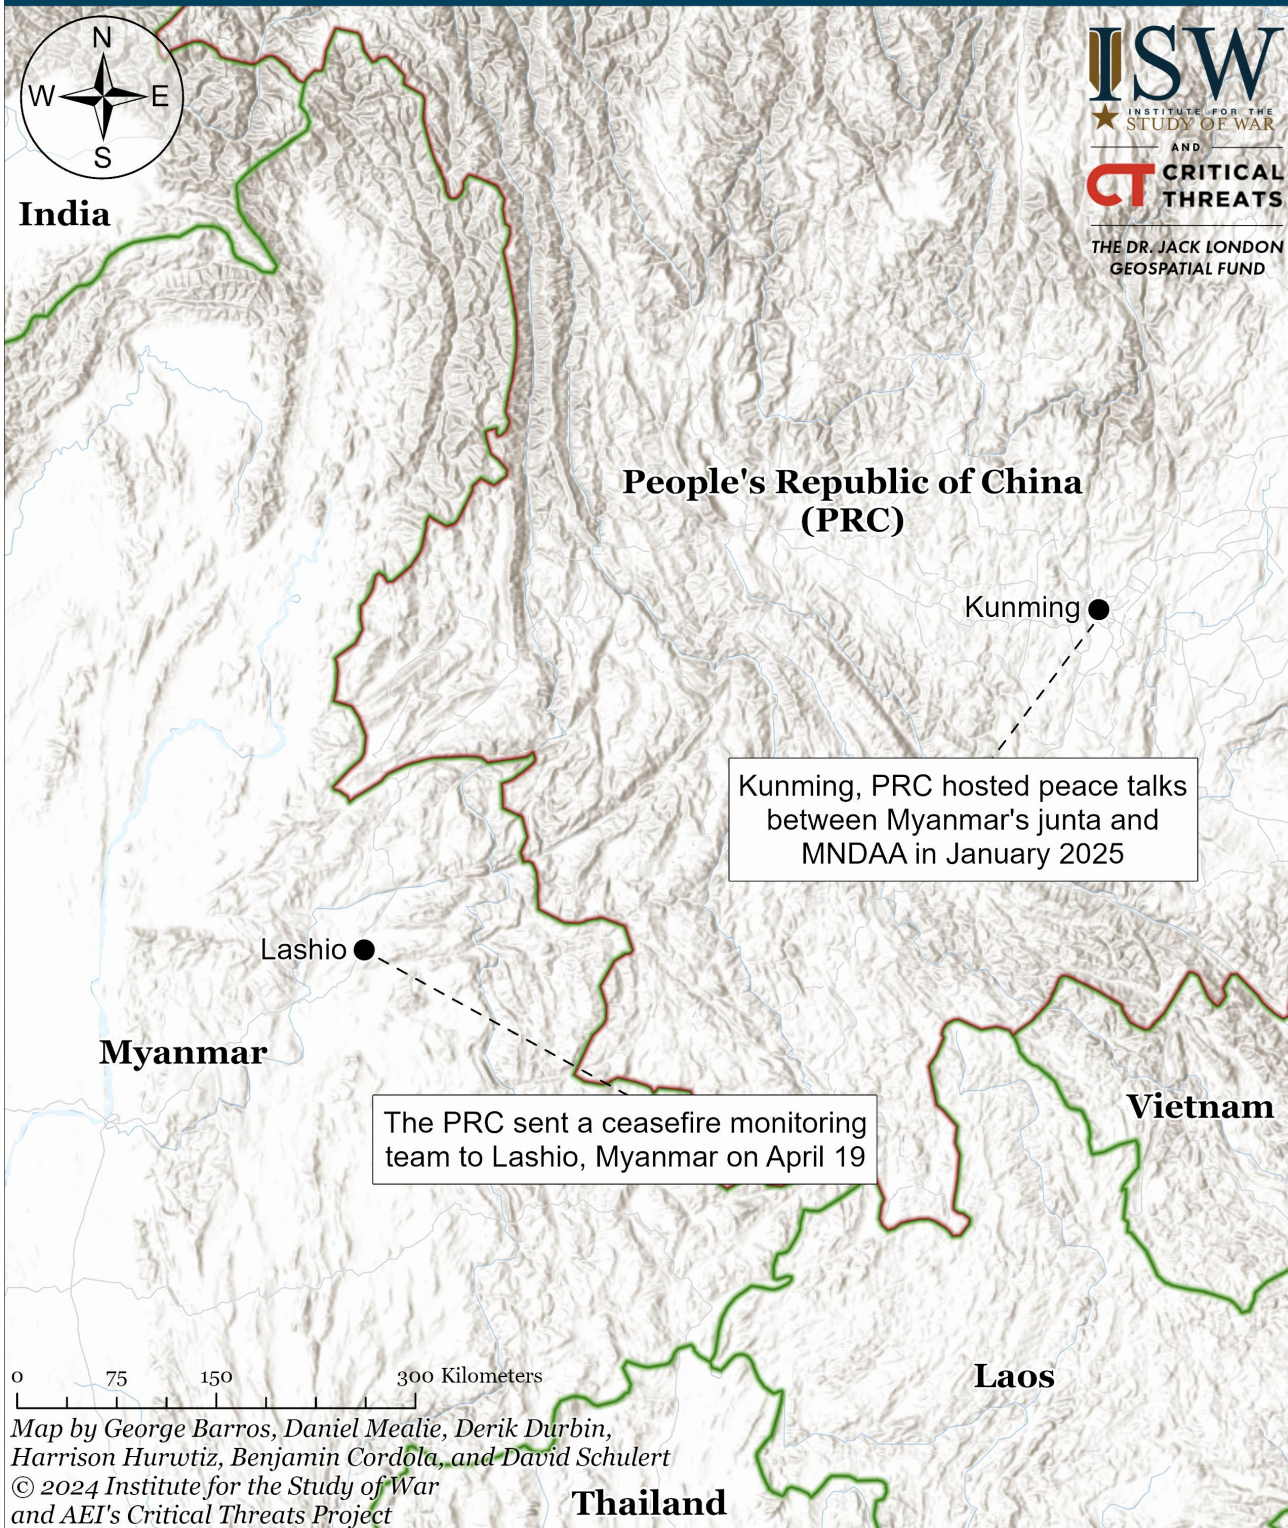 N
W
E
S
ISW
INSTITUTE FOR THE
STUDY OF WAR
AND
CT CRITICAL
THREATS
THE DR. JACK LONDON
GEOSPATIAL FUND
India
People's Republic of China
(PRC)
Kunming
Kunming, PRC hosted peace talks
between Myanmar's junta and
MNDAA in January 2025
Lashio
Myanmar
The PRC sent a ceasefire monitoring
team to Lashio, Myanmar on April 19
Vietnam
Laos
Thailand
0 75 150 300 Kilometers
Map by George Barros, Daniel Mealie, Derik Durbin,
Harrison Hurwtiz, Benjamin Cordola, and David Schulert
© 2024 Institute for the Study of War
and AEI's Critical Threats Project